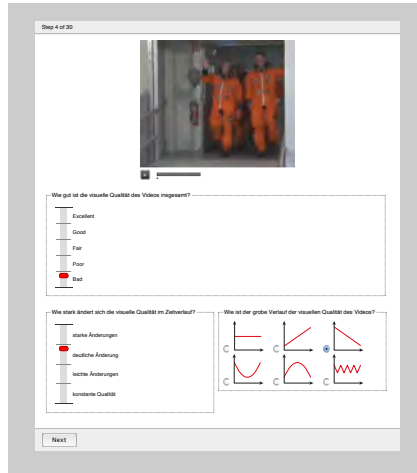 Step 4 of 30
Wie gut ist die visuelle Qualität des Videos insgesamt?
Excellent
Good
Fair
Poor
Bad
Wie stark ändert sich die visuelle Qualität im Zeitverlauf?
starke Änderungen
deutliche Änderung
leichte Änderungen
konstante Qualität
Wie ist der grobe Verlauf der visuellen Qualität des Videos?
Next